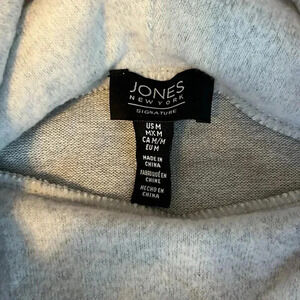 JONES
NEW YORK
SIGNATURE
US M
MX M
CA M/M
EU M
MADE IN
CHINA
FABRIQUÉ EN
CHINE
HECHO EN
CHINA